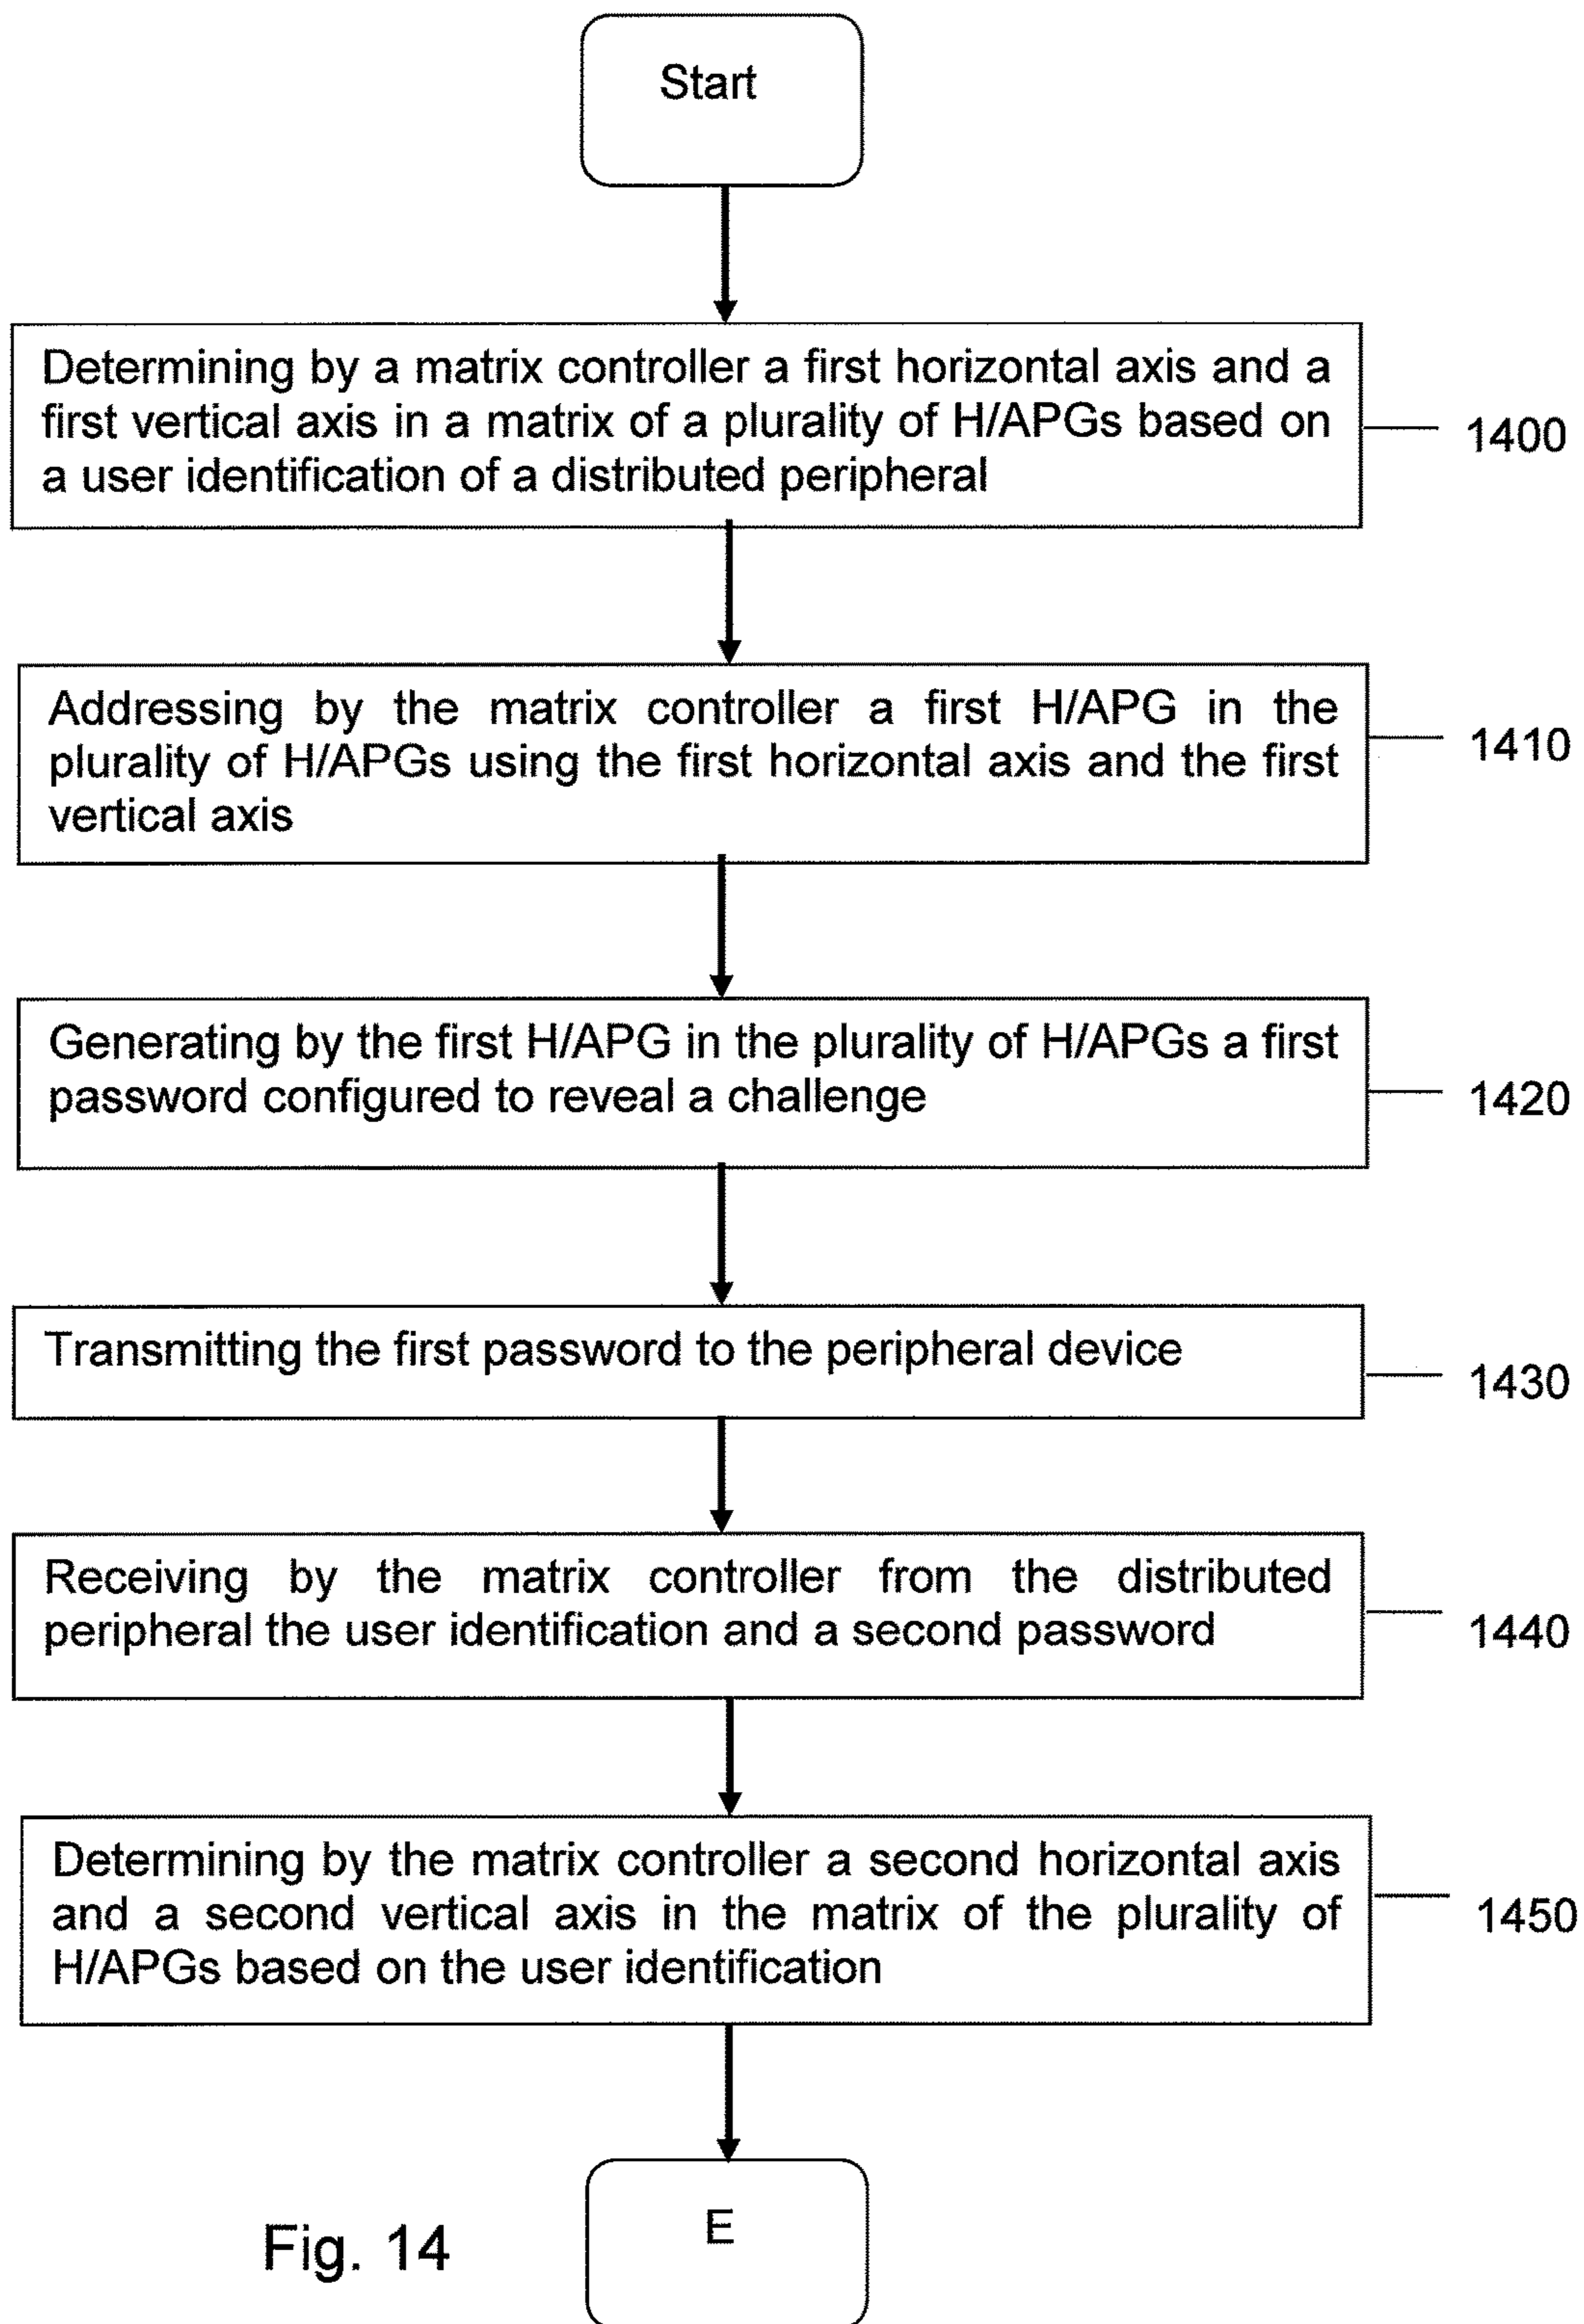 Start
Determining by a matrix controller a first horizontal axis and a
first vertical axis in a matrix of a plurality of H/APGs based on
a user identification of a distributed peripheral
1400
Addressing by the matrix controller a first H/APG in the
plurality of H/APGs using the first horizontal axis and the first
vertical axis
1410
Generating by the first H/APG in the plurality of H/APGs a first
password configured to reveal a challenge
1420
Transmitting the first password to the peripheral device
1430
Receiving by the matrix controller from the distributed
peripheral the user identification and a second password
1440
Determining by the matrix controller a second horizontal axis
and a second vertical axis in the matrix of the plurality of
H/APGs based on the user identification
1450
E
Fig. 14